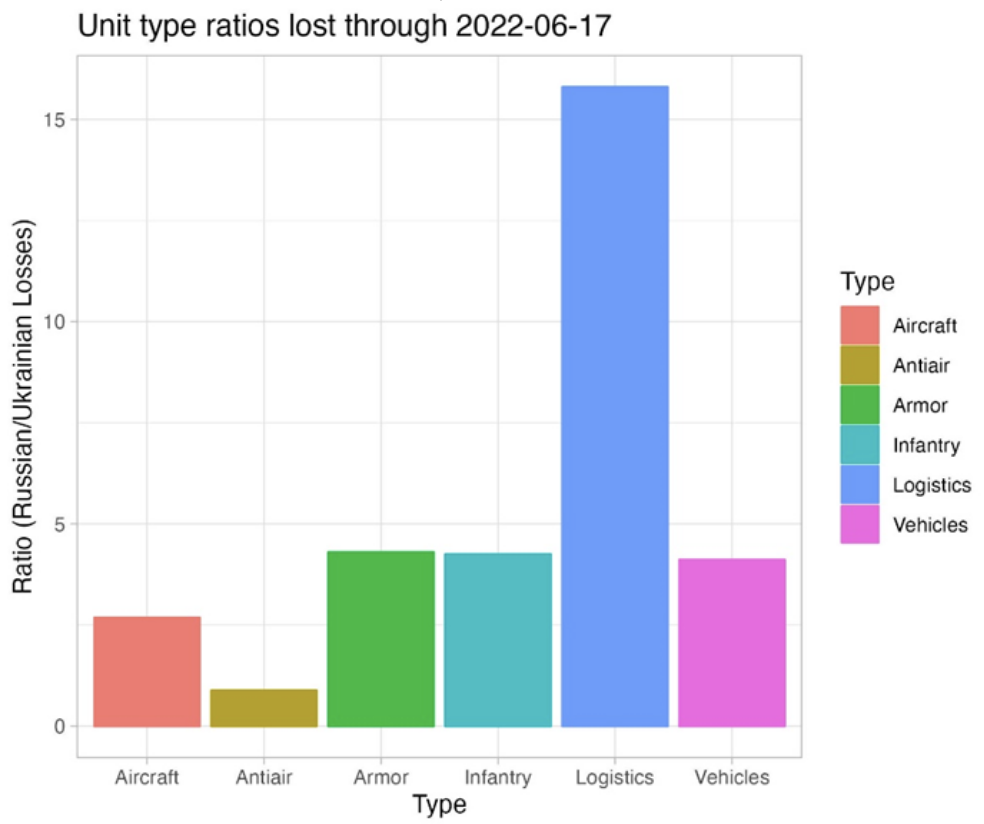 Unit type ratios lost through 2022-06-17
Ratio (Russian/Ukrainian Losses)
15
10
5
0
Aircraft
Antiair
Armor
Infantry
Logistics
Vehicles
Type
Type
Aircraft
Antiair
Armor
Infantry
Logistics
Vehicles